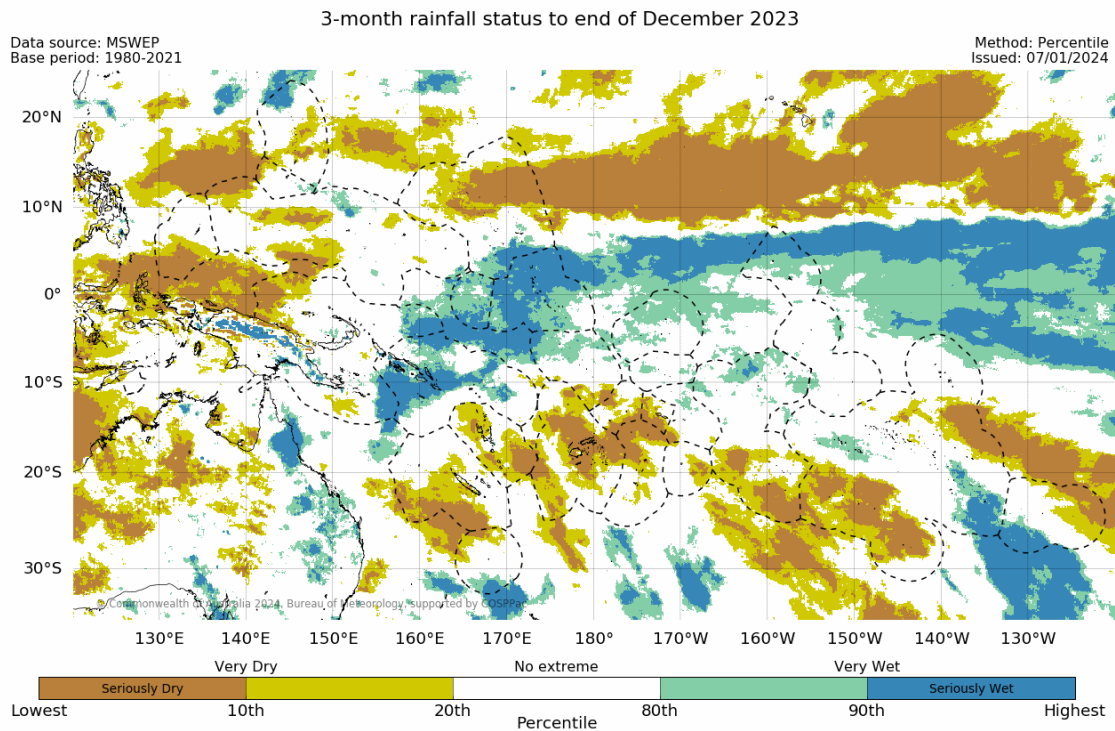 3-month rainfall status to end of December 2023
Data source: MSWEP
Base period: 1980-2021
Method: Percentile
Issued: 07/01/2024
20°N
10°N
0°
10°S
20°S
30°S
© Commonwealth of Australia 2024, Bureau of Meteorology, supported by COSPPac
130°E 140°E 150°E 160°E 170°E 180° 170°W 160°W 150°W 140°W 130°W
Very Dry No extreme Very Wet
Seriously Dry Seriously Wet
Lowest 10th 20th 80th 90th Highest
Percentile